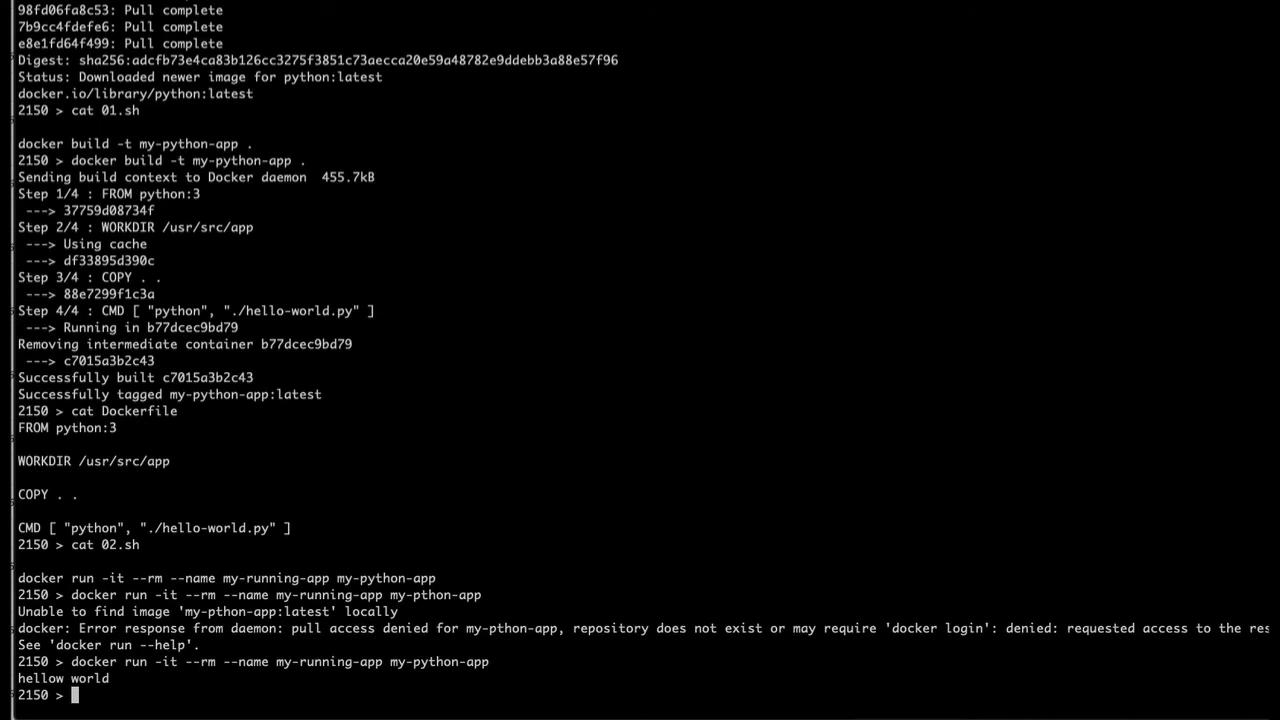 98fd06fa8c53: Pull complete
7b9cc4fdefe6: Pull complete
e8e1fd64f499: Pull complete
Digest: sha256:adcfb73e4ca83b126cc3275f3851c73aecca20e59a48782e9ddebb3a88e57f96
Status: Downloaded newer image for python:latest
docker.io/library/python:latest
2150 > cat 01.sh
docker build -t my-python-app .
2150 > docker build -t my-python-app .
Sending build context to Docker daemon  455.7kB
Step 1/4 : FROM python:3
 ---> 37759d08734f
Step 2/4 : WORKDIR /usr/src/app
 ---> Using cache
 ---> df33895d390c
Step 3/4 : COPY . .
 ---> 88e7299f1c3a
Step 4/4 : CMD [ "python", "./hello-world.py" ]
 ---> Running in b77dcec9bd79
Removing intermediate container b77dcec9bd79
 ---> c7015a3b2c43
Successfully built c7015a3b2c43
Successfully tagged my-python-app:latest
2150 > cat Dockerfile
FROM python:3
WORKDIR /usr/src/app
COPY . .
CMD [ "python", "./hello-world.py" ]
2150 > cat 02.sh
docker run -it --rm --name my-running-app my-python-app
2150 > docker run -it --rm --name my-running-app my-pthon-app
Unable to find image 'my-pthon-app:latest' locally
docker: Error response from daemon: pull access denied for my-pthon-app, repository does not exist or may require 'docker login': denied: requested access to the res
See 'docker run --help'.
2150 > docker run -it --rm --name my-running-app my-python-app
hellow world
2150 >